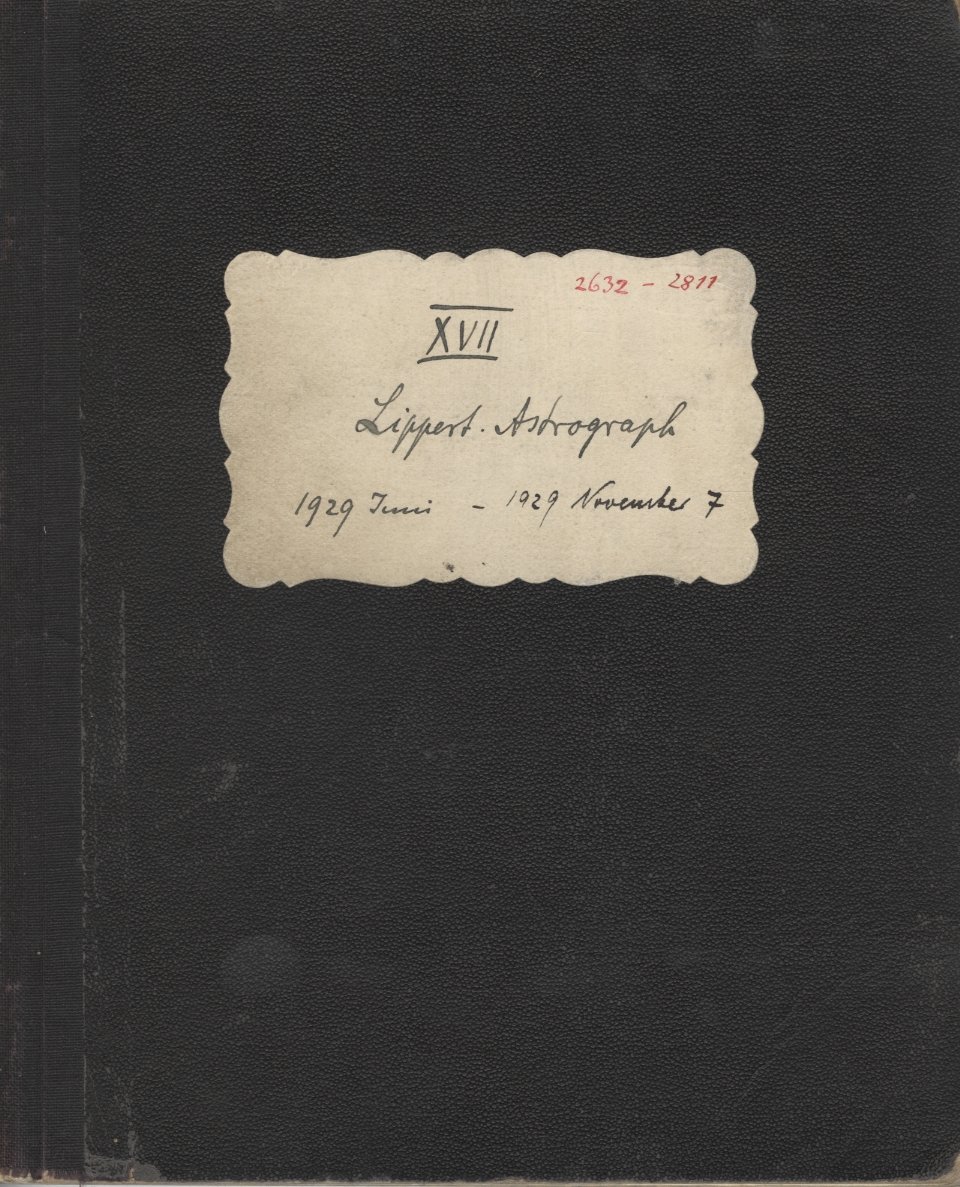 2632 - 2811
XVII
Lippert-Astrograph
1929 Juni - 1929 November 7